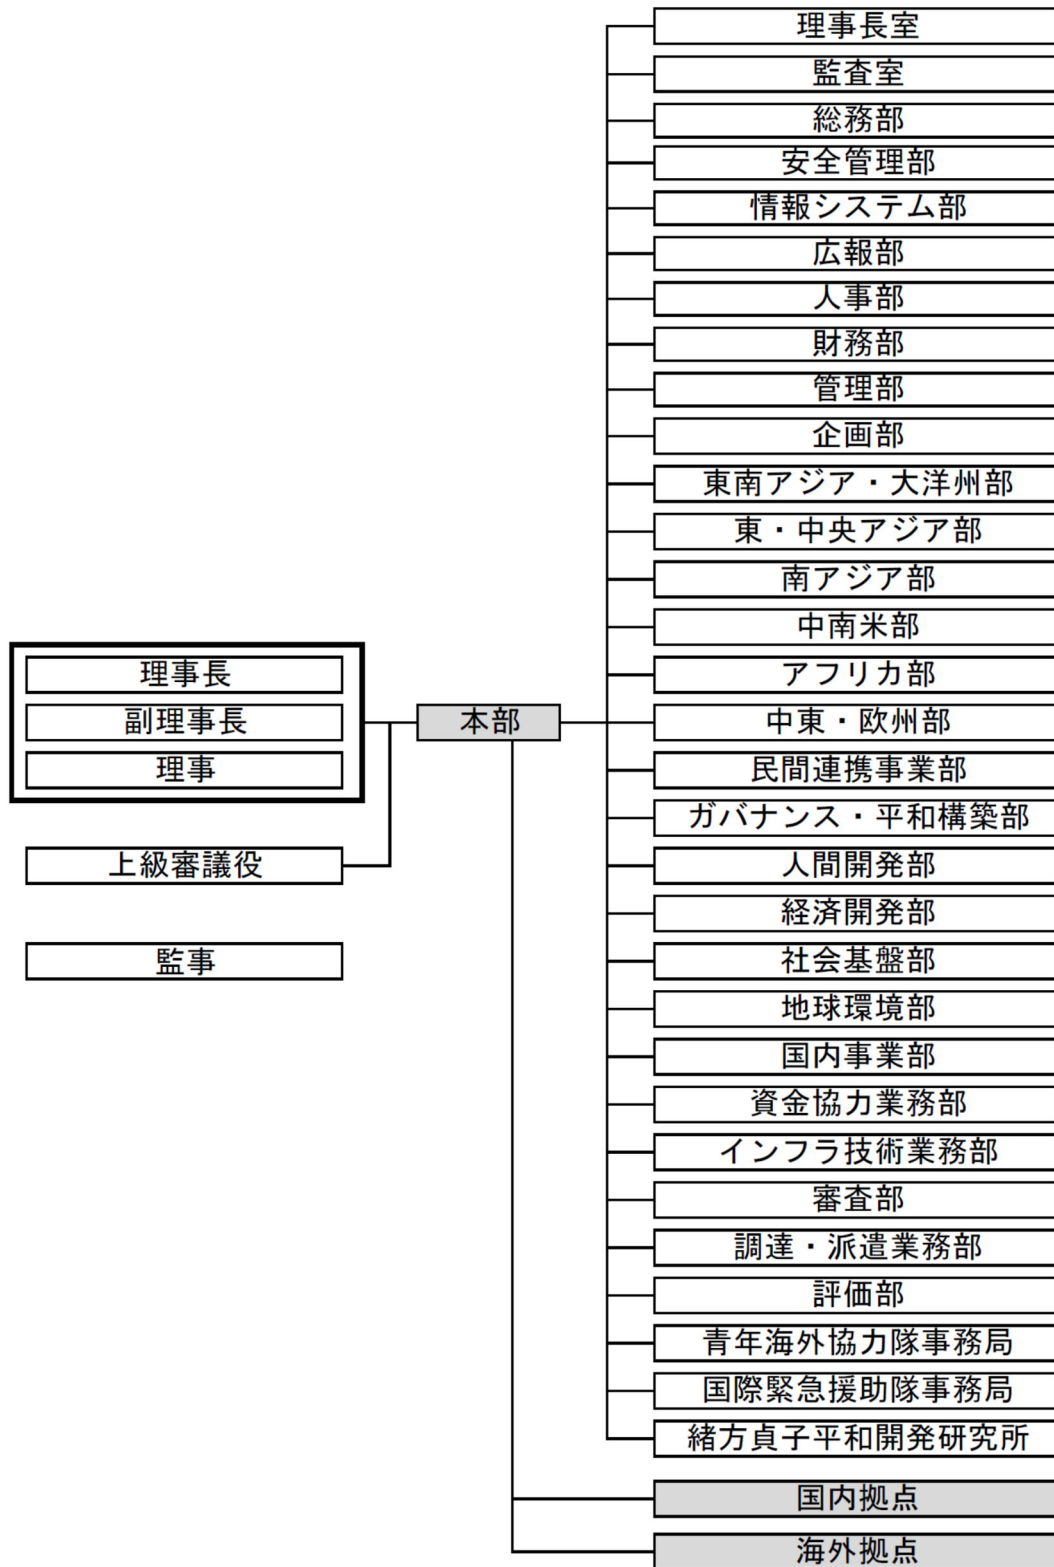 理事長
副理事長
理事
上級審議役
監事
本部
理事長室
監査室
総務部
安全管理部
情報システム部
広報部
人事部
財務部
管理部
企画部
東南アジア・大洋州部
東・中央アジア部
南アジア部
中南米部
アフリカ部
中東・欧州部
民間連携事業部
ガバナンス・平和構築部
人間開発部
経済開発部
社会基盤部
地球環境部
国内事業部
資金協力業務部
インフラ技術業務部
審査部
調達・派遣業務部
評価部
青年海外協力隊事務局
国際緊急援助隊事務局
緒方貞子平和開発研究所
国内拠点
海外拠点